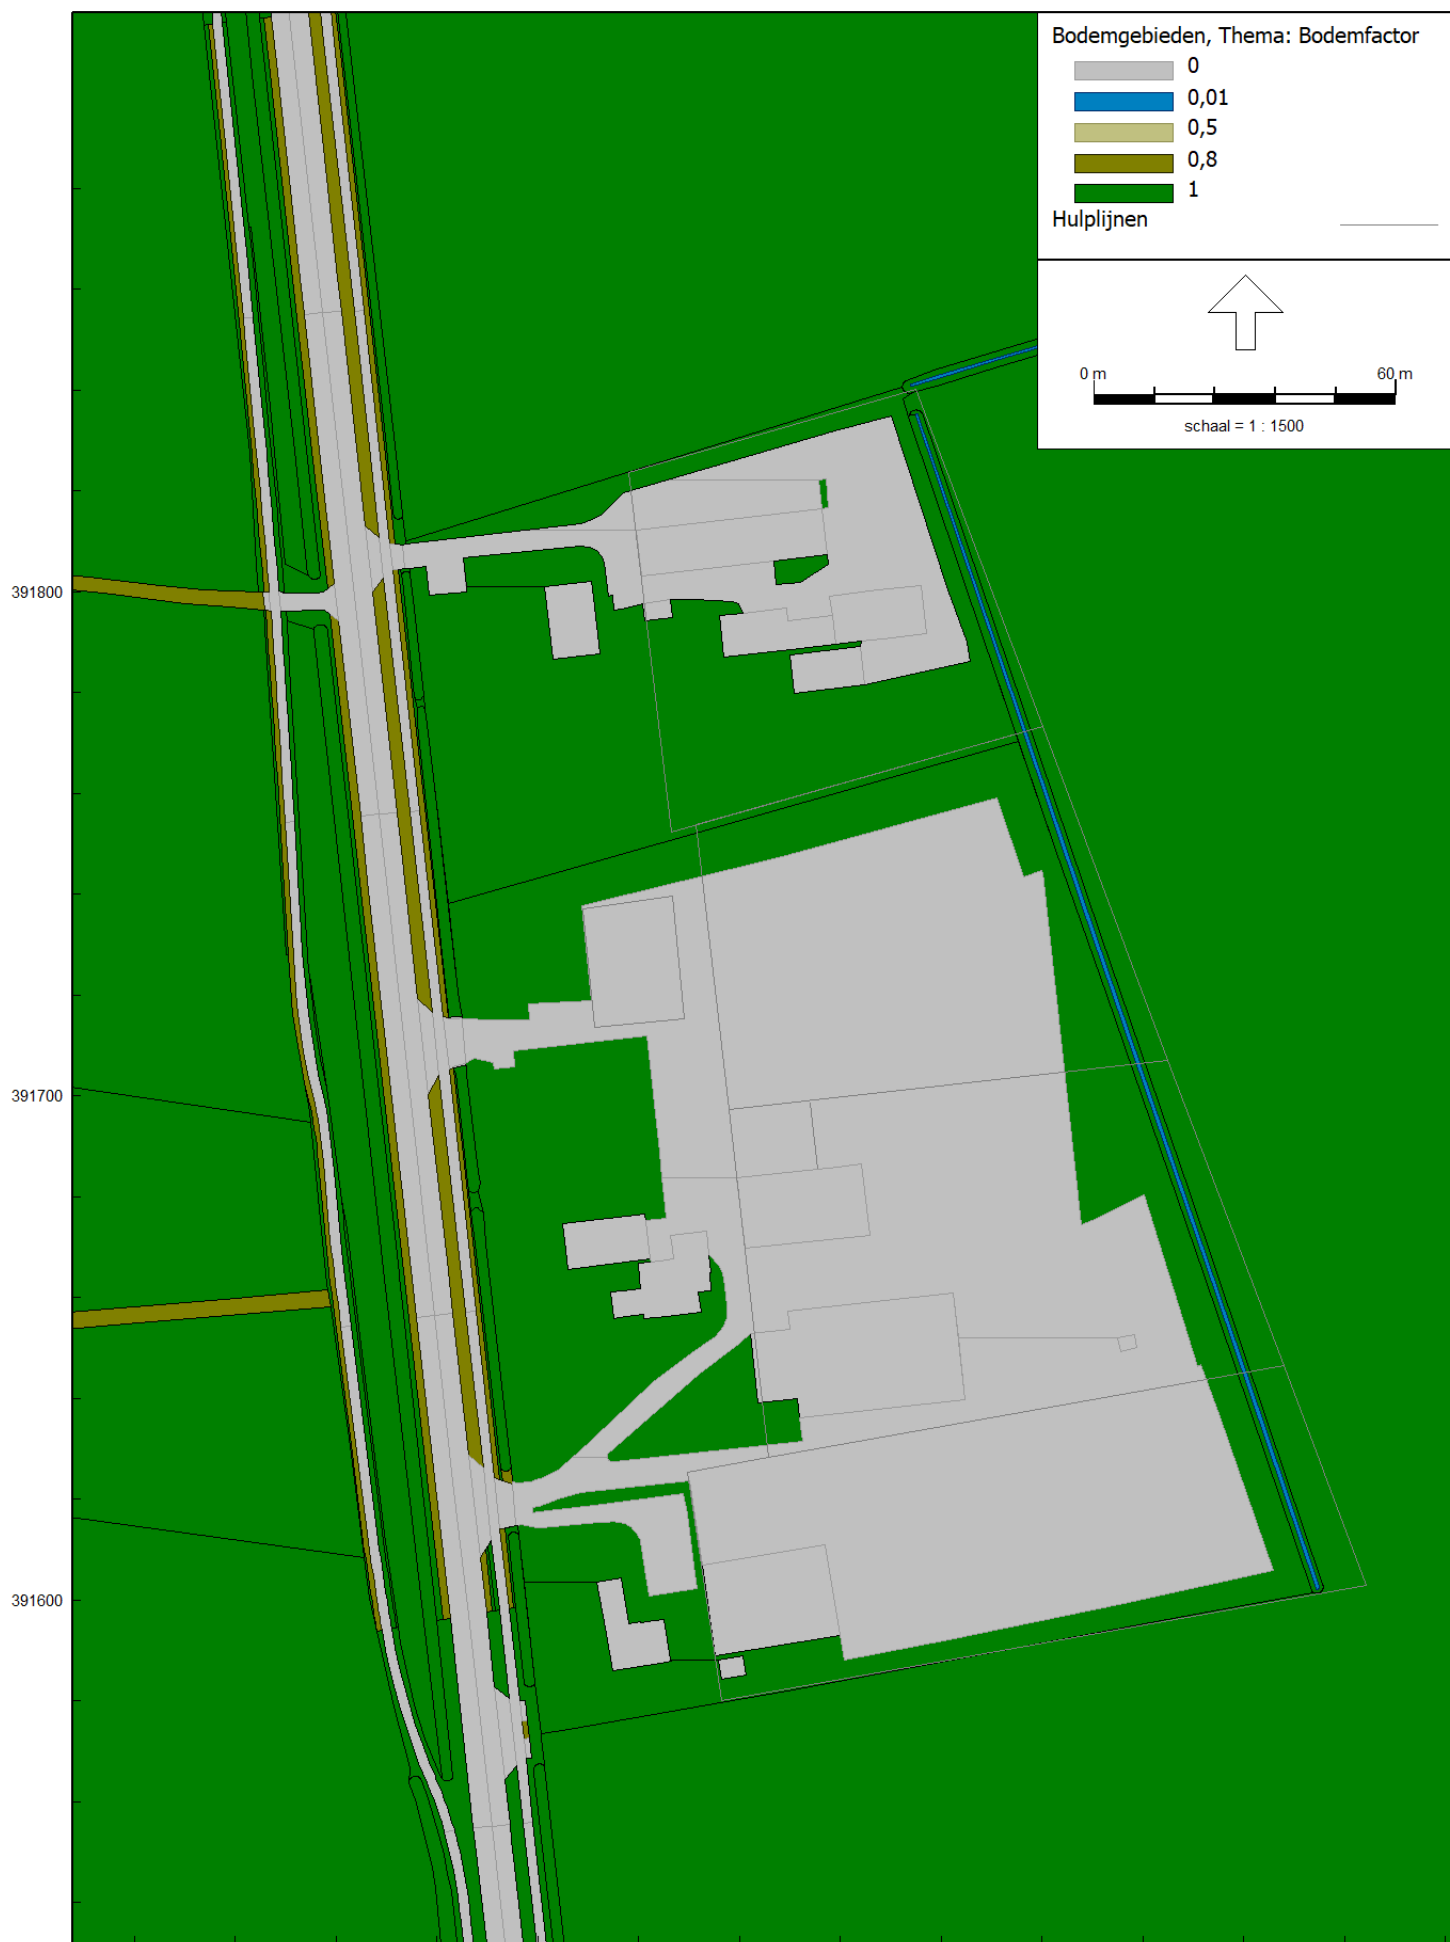 Bodemgebieden, Thema: Bodemfactor
0
0,01
0,5
0,8
1
Hulplijnen
0 m 60 m
schaal = 1 : 1500
391800
391700
391600